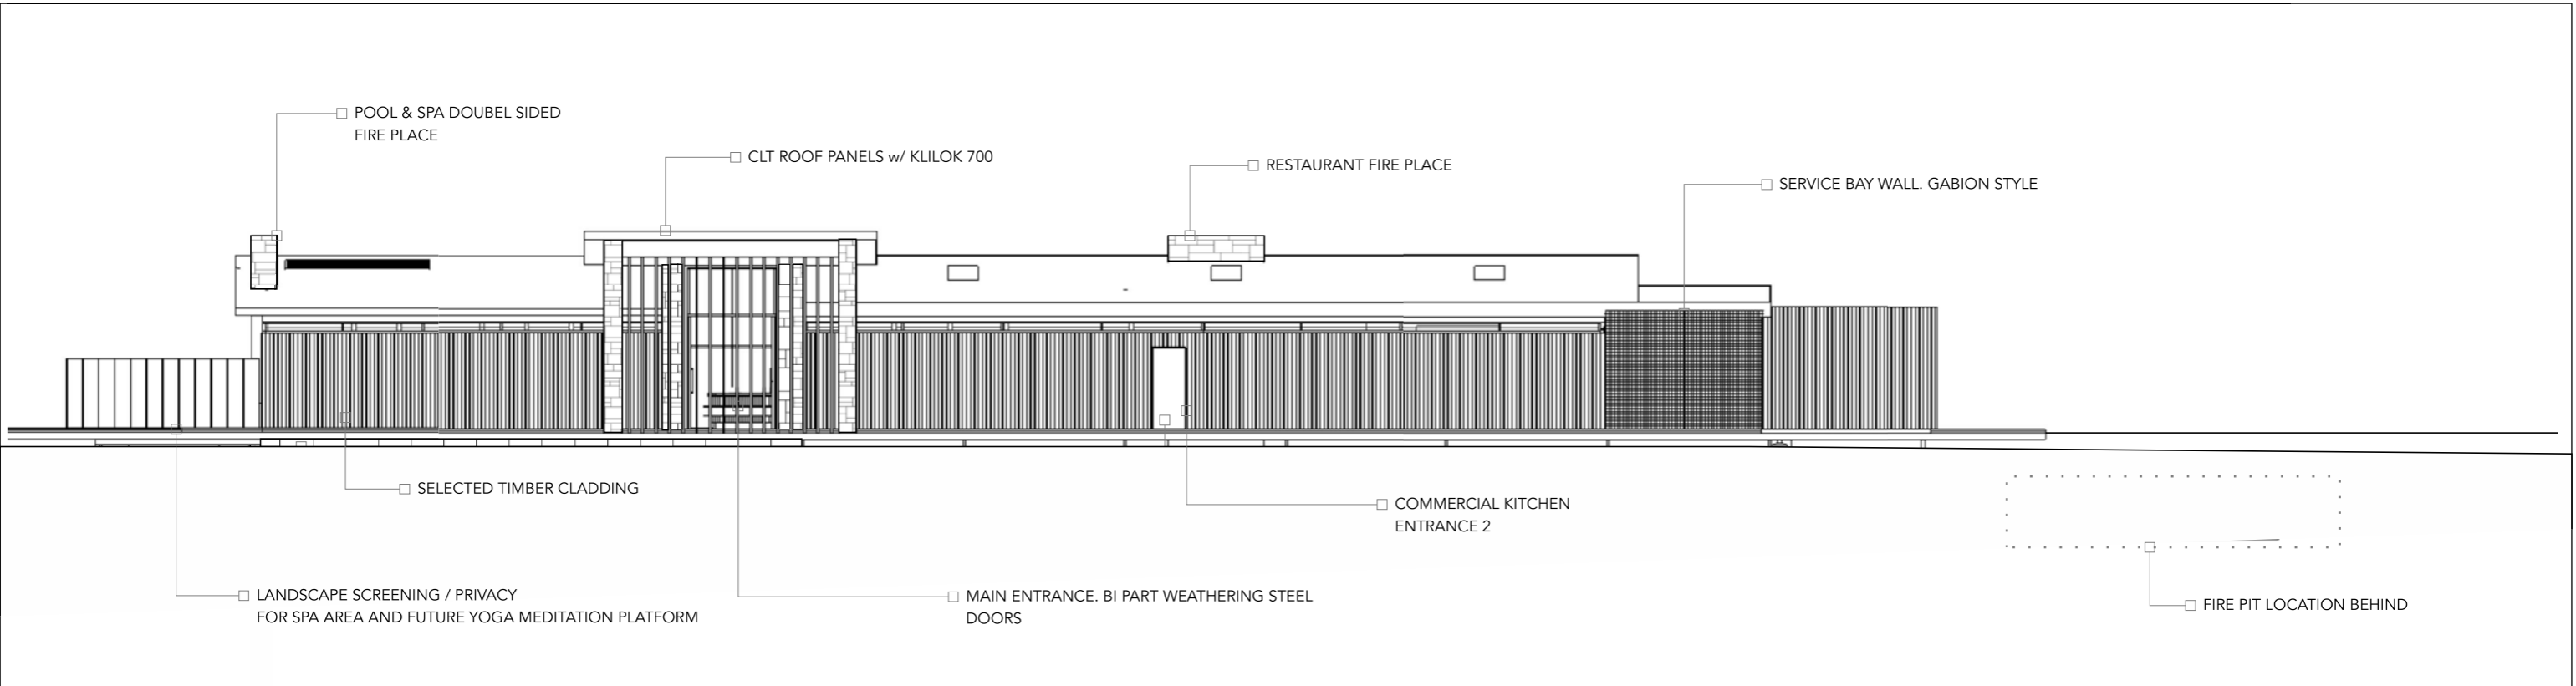 POOL & SPA DOUBEL SIDED
FIRE PLACE
CLT ROOF PANELS w/ KLILOK 700
RESTAURANT FIRE PLACE
SERVICE BAY WALL. GABION STYLE
SELECTED TIMBER CLADDING
COMMERCIAL KITCHEN
ENTRANCE 2
LANDSCAPE SCREENING / PRIVACY
FOR SPA AREA AND FUTURE YOGA MEDITATION PLATFORM
MAIN ENTRANCE. BI PART WEATHERING STEEL
DOORS
FIRE PIT LOCATION BEHIND